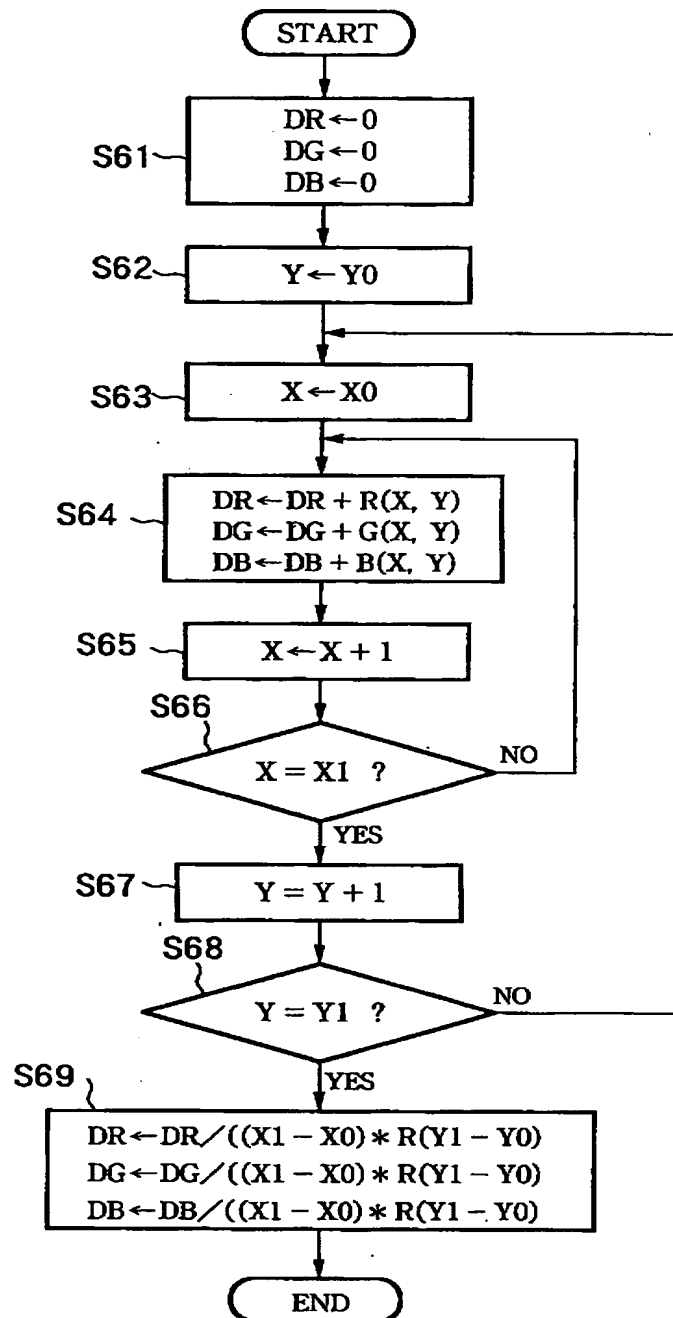 START
S61
DR←0
DG←0
DB←0
S62
Y←Y0
S63
X←X0
S64
DR←DR + R(X, Y)
DG←DG + G(X, Y)
DB←DB + B(X, Y)
S65
X←X + 1
S66
X = X1 ?
NO
YES
S67
Y = Y + 1
S68
Y = Y1 ?
NO
YES
S69
DR←DR/((X1 - X0) * R(Y1 - Y0)
DG←DG/((X1 - X0) * R(Y1 - Y0)
DB←DB/((X1 - X0) * R(Y1 - Y0)
END